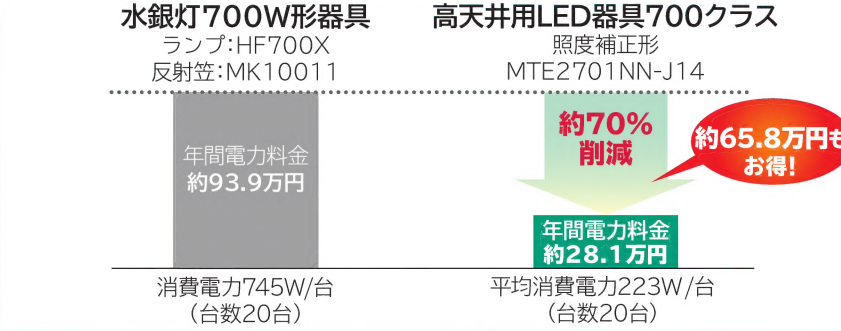 水銀灯700W形器具
ランプ:HF700X
反射笠:MK10011
年間電力料金
約93.9万円
消費電力745W/台
(台数20台)
高天井用LED器具700クラス
照度補正形
MTE2701NN-J14
約70%
削減
約65.8万円も
お得!
年間電力料金
約28.1万円
平均消費電力223W/台
(台数20台)